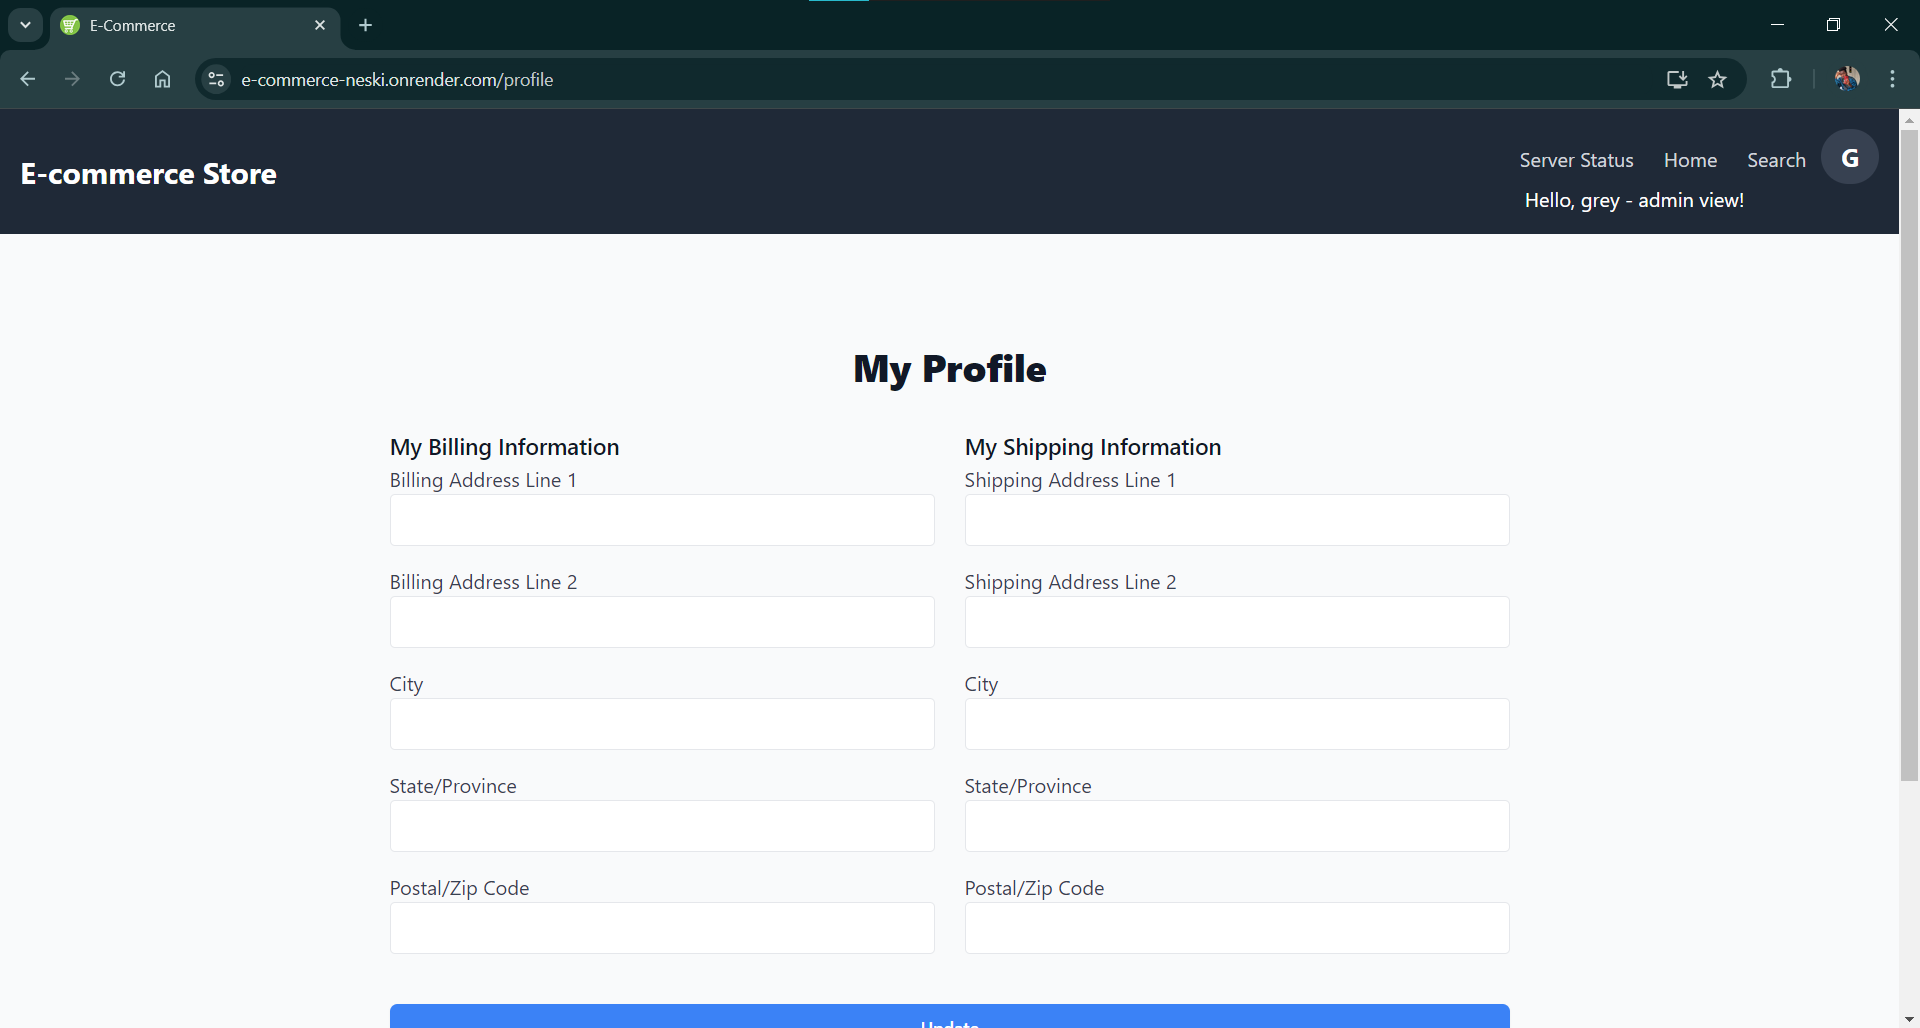 E-Commerce
e-commerce-neski.onrender.com/profile
E-commerce Store
Server Status Home Search G
Hello, grey - admin view!
My Profile
My Billing Information
Billing Address Line 1
Billing Address Line 2
City
State/Province
Postal/Zip Code
My Shipping Information
Shipping Address Line 1
Shipping Address Line 2
City
State/Province
Postal/Zip Code
Update